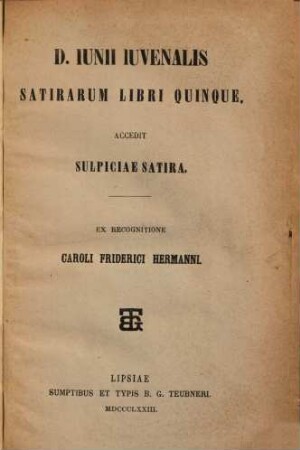 D. IUNII IUVENALIS
SATIRARUM LIBRI QUINQUE.
ACCEDIT
SULPICIAE SATIRA.
EX RECOGNITIONE
CAROLI FRIDERICI HERMANNI.
BTG
LIPSIAE
SUMPTIBUS ET TYPIS B. G. TEUBNERI.
MDCCCLXXIII.